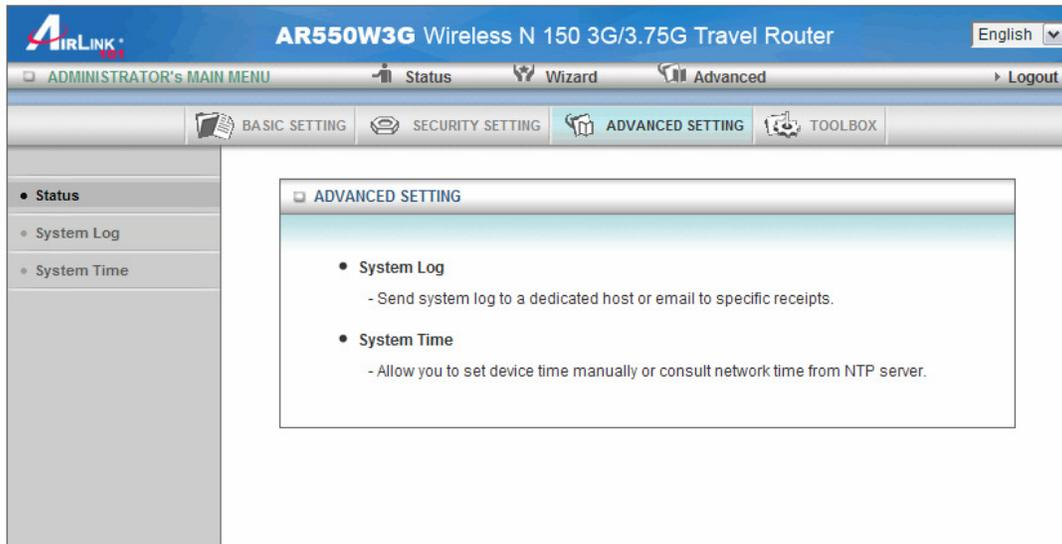 AIRLINK 101
AR550W3G Wireless N 150 3G/3.75G Travel Router
English
ADMINISTRATOR's MAIN MENU
Status
Wizard
Advanced
Logout
BASIC SETTING
SECURITY SETTING
ADVANCED SETTING
TOOLBOX
Status
System Log
System Time
ADVANCED SETTING
System Log
- Send system log to a dedicated host or email to specific receipts.
System Time
- Allow you to set device time manually or consult network time from NTP server.